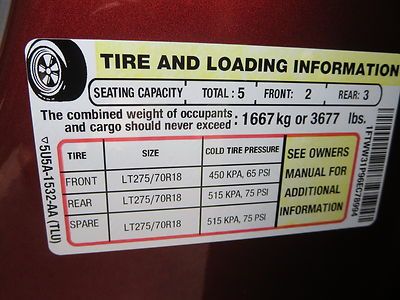 TIRE AND LOADING INFORMATION
SEATING CAPACITY TOTAL : 5 FRONT: 2 REAR: 3
The combined weight of occupants
and cargo should never exceed : 1667 kg or 3677 lbs.
TIRE SIZE COLD TIRE PRESSURE
FRONT LT275/70R18 450 KPA, 65 PSI
REAR LT275/70R18 515 KPA, 75 PSI
SPARE LT275/70R18 515 KPA, 75 PSI
SEE OWNERS
MANUAL FOR
ADDITIONAL
INFORMATION
5U5A-1532-AA (TLU)
1FTWW31P96EC78994